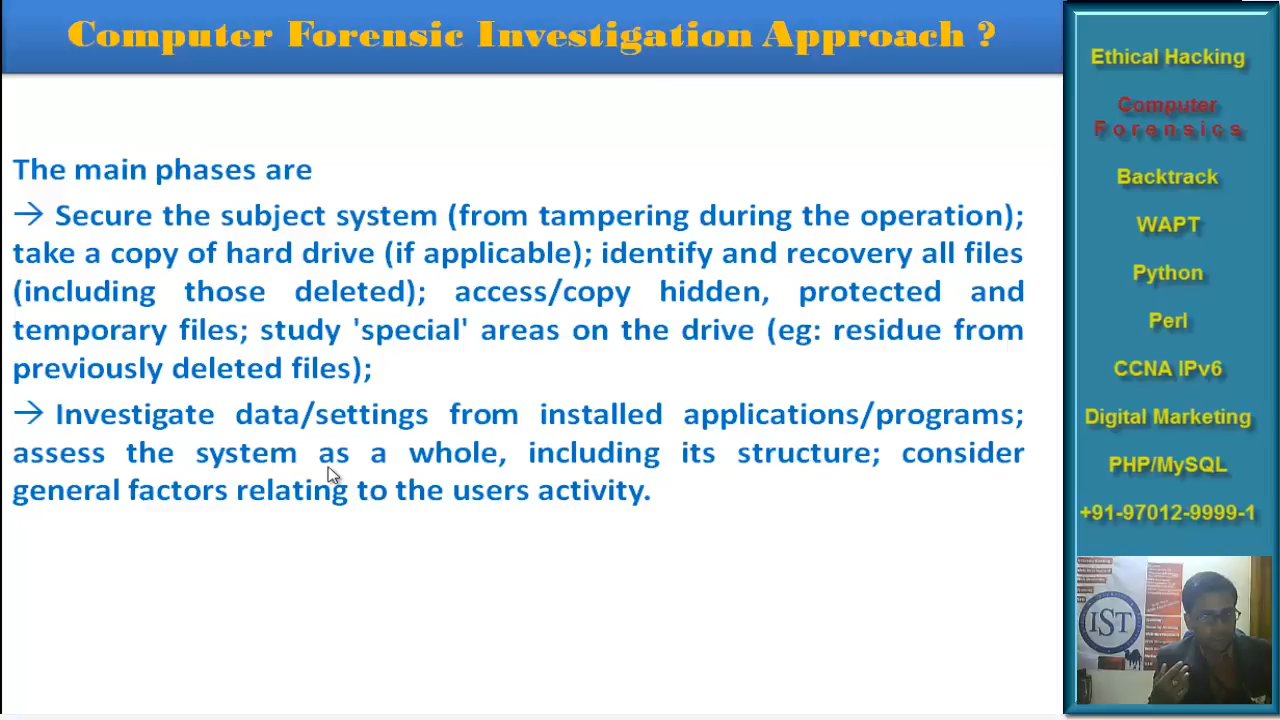 Computer Forensic Investigation Approach ?
The main phases are
→ Secure the subject system (from tampering during the operation);
take a copy of hard drive (if applicable); identify and recovery all files
(including those deleted); access/copy hidden, protected and
temporary files; study 'special' areas on the drive (eg: residue from
previously deleted files);
→ Investigate data/settings from installed applications/programs;
assess the system as a whole, including its structure; consider
general factors relating to the users activity.
Ethical Hacking
Computer
Forensics
Backtrack
WAPT
Python
Perl
CCNA IPv6
Digital Marketing
PHP/MySQL
+91-97012-9999-1
IST